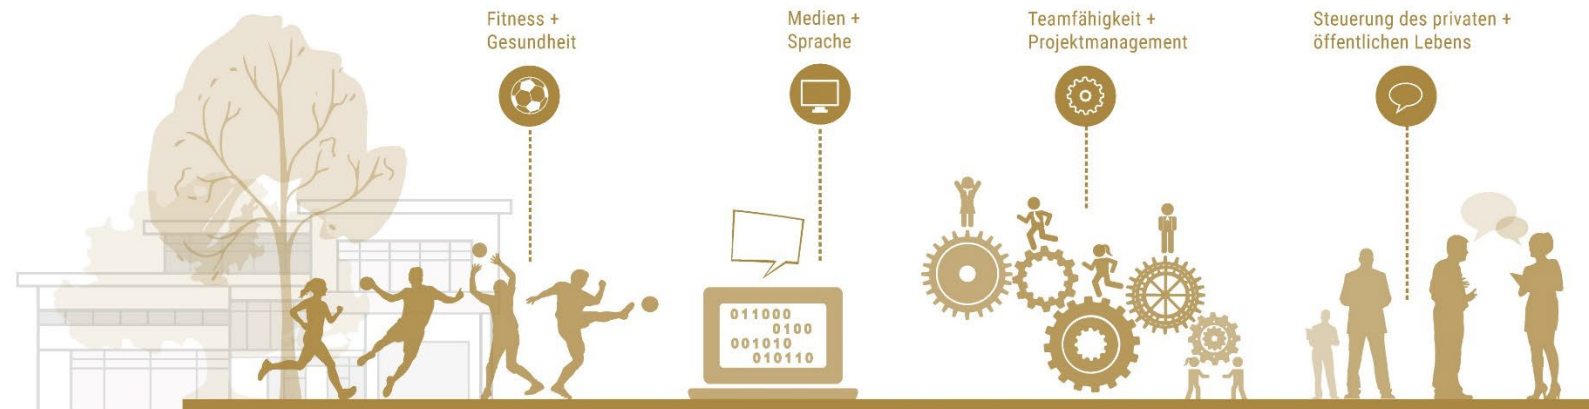 Fitness +
Gesundheit
Medien +
Sprache
Teamfähigkeit +
Projektmanagement
Steuerung des privaten +
öffentlichen Lebens
011000
0100
001010
010110